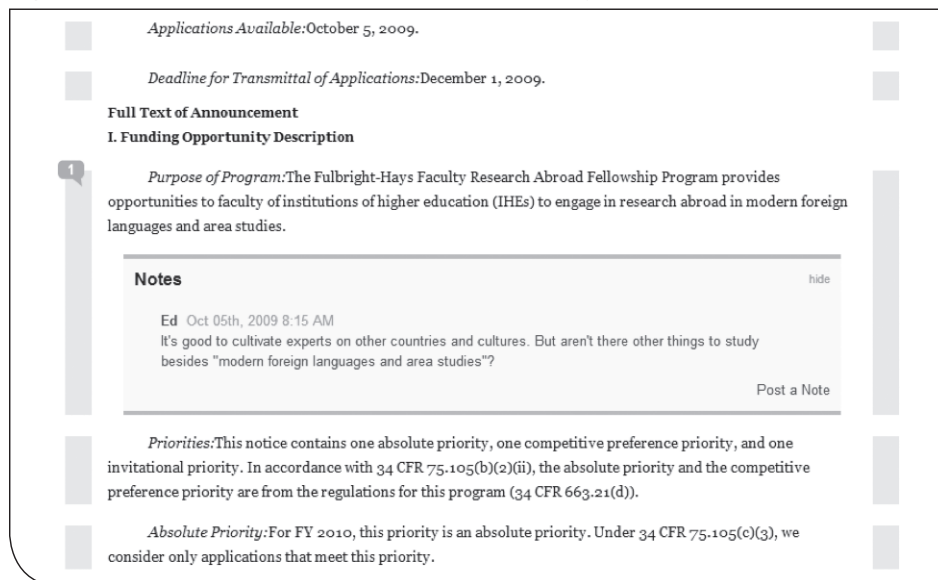 Applications Available:October 5, 2009.
Deadline for Transmittal of Applications:December 1, 2009.
Full Text of Announcement
I. Funding Opportunity Description
1
Purpose of Program:The Fulbright-Hays Faculty Research Abroad Fellowship Program provides
opportunities to faculty of institutions of higher education (IHEs) to engage in research abroad in modern foreign
languages and area studies.
Notes
hide
Ed Oct 05th, 2009 8:15 AM
It's good to cultivate experts on other countries and cultures. But aren't there other things to study
besides "modern foreign languages and area studies"?
Post a Note
Priorities:This notice contains one absolute priority, one competitive preference priority, and one
invitational priority. In accordance with 34 CFR 75.105(b)(2)(ii), the absolute priority and the competitive
preference priority are from the regulations for this program (34 CFR 663.21(d)).
Absolute Priority:For FY 2010, this priority is an absolute priority. Under 34 CFR 75.105(c)(3), we
consider only applications that meet this priority.